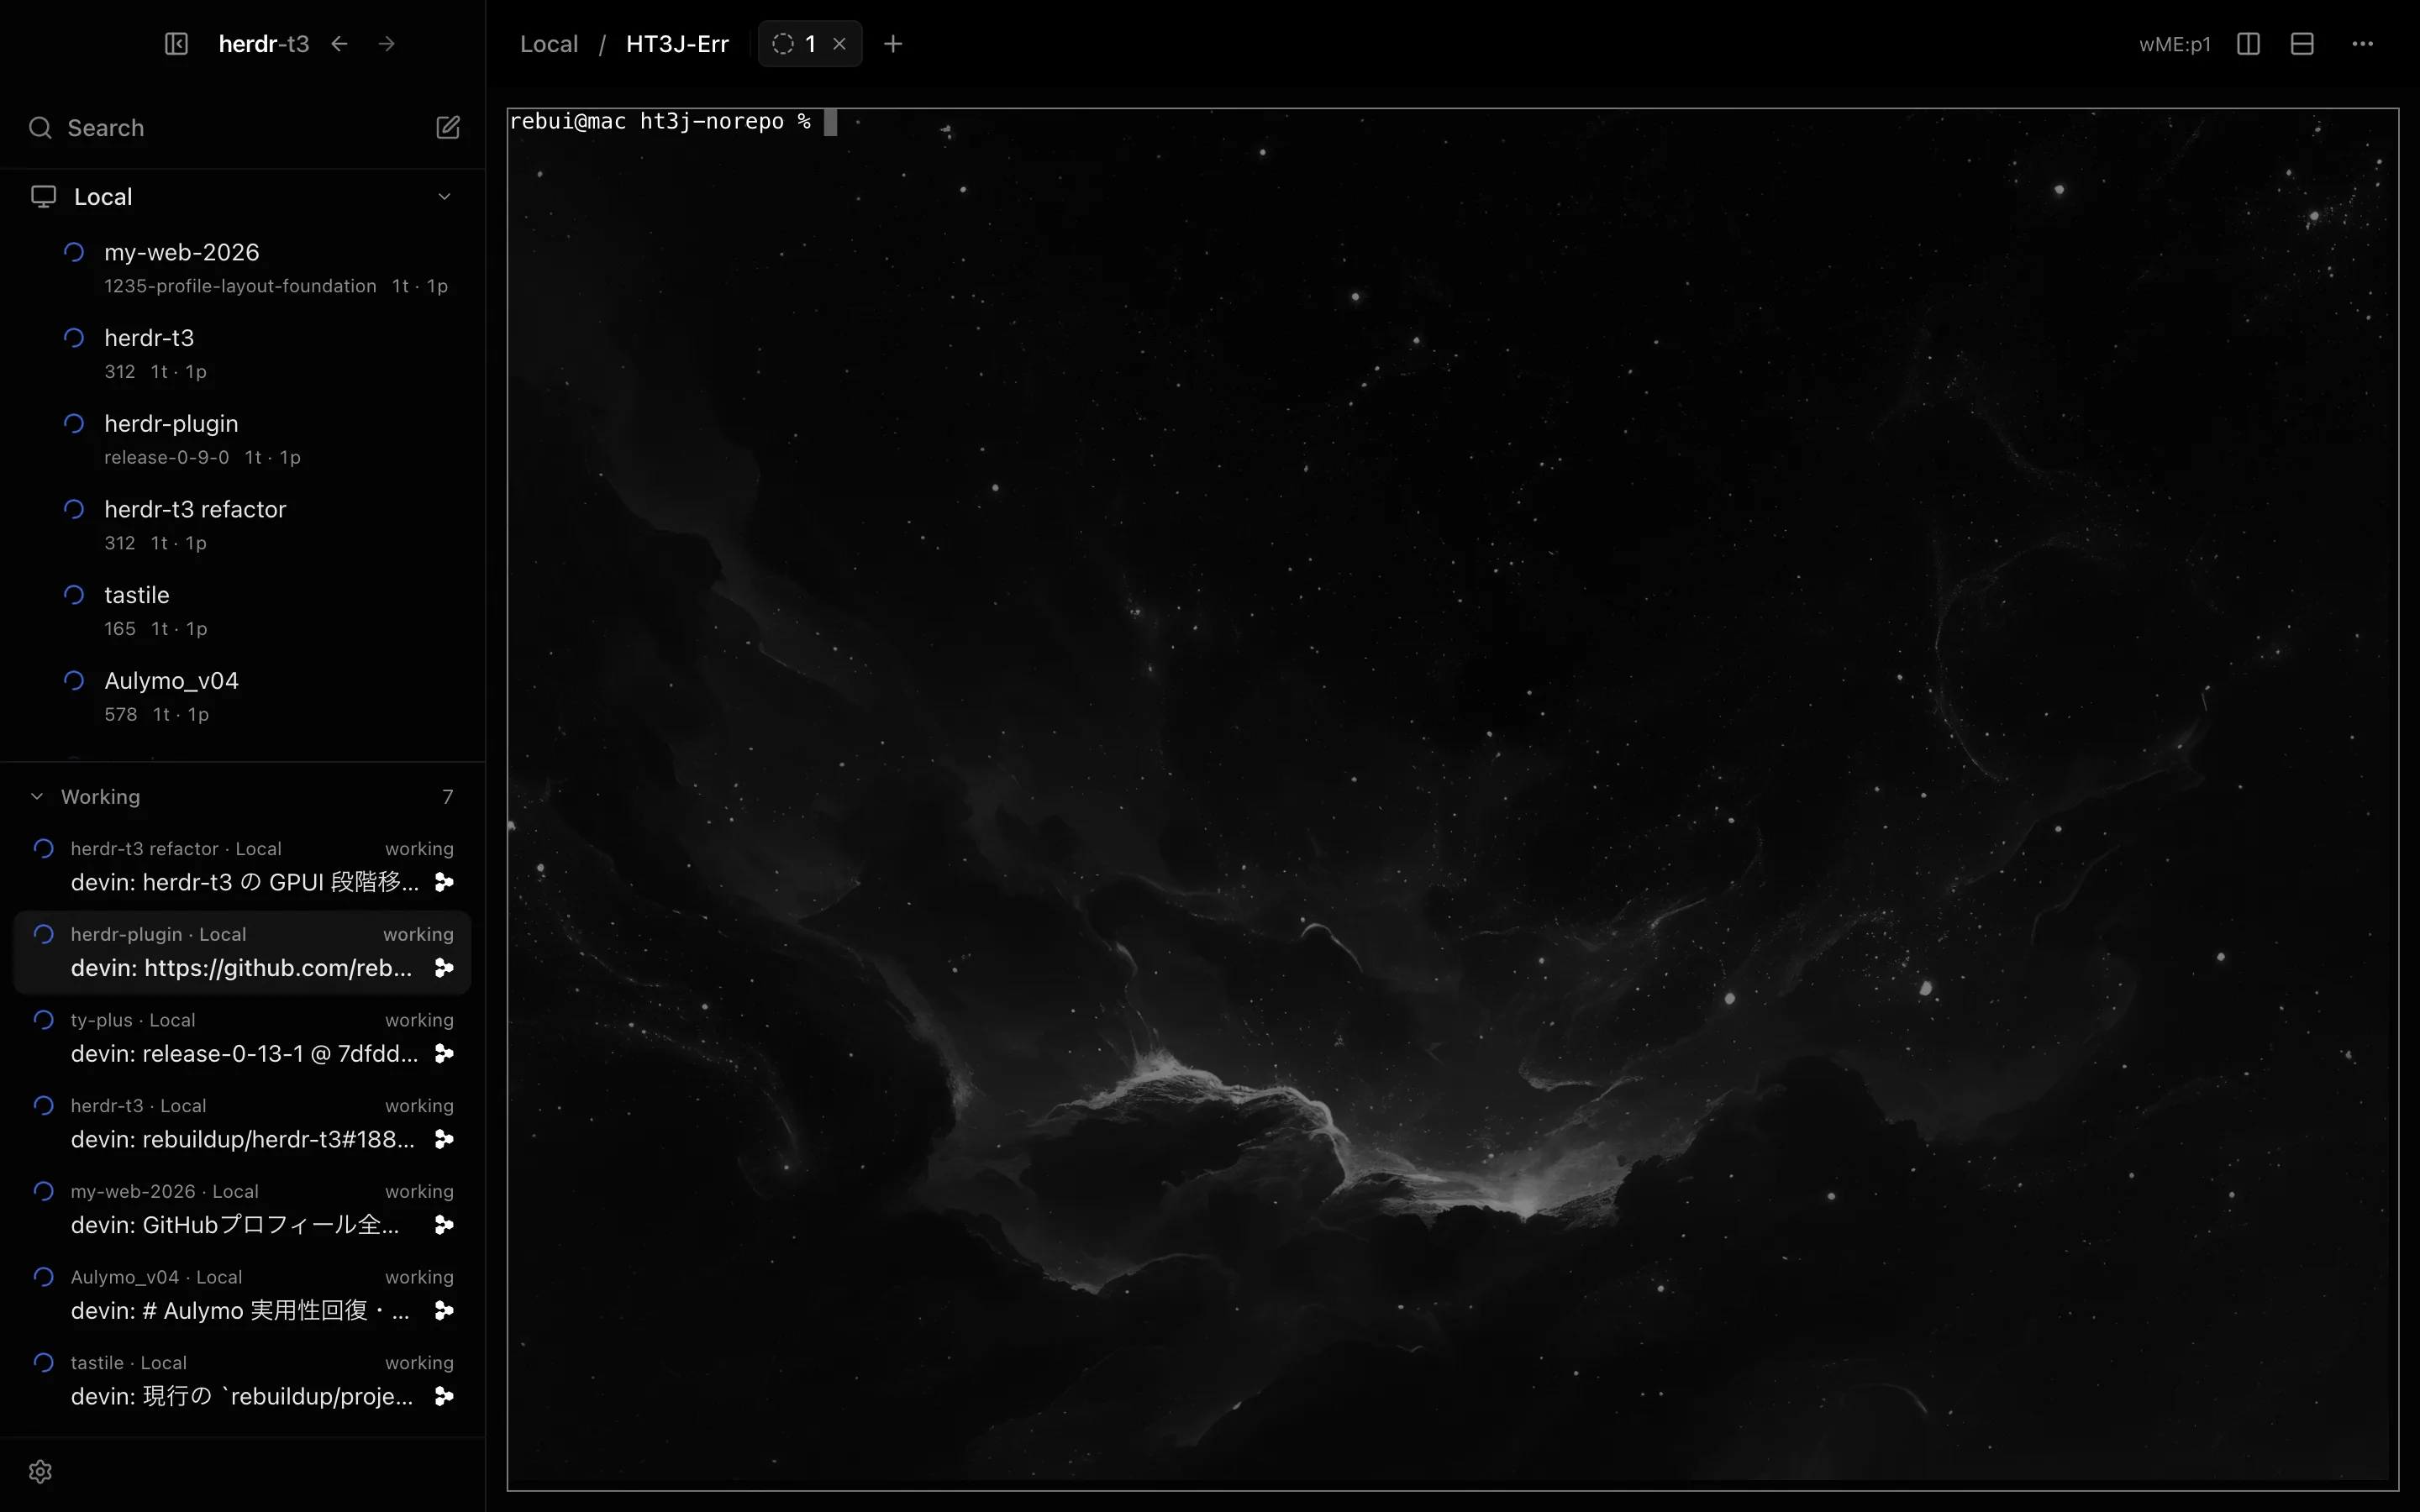 herdr-t3
Local / HT3J-Err
1
wME:p1
Search
Local
my-web-2026
1235-profile-layout-foundation 1t · 1p
herdr-t3
312 1t · 1p
herdr-plugin
release-0-9-0 1t · 1p
herdr-t3 refactor
312 1t · 1p
tastile
165 1t · 1p
Aulymo_v04
578 1t · 1p
Working 7
herdr-t3 refactor · Local working
devin: herdr-t3 の GPUI 段階移...
herdr-plugin · Local working
devin: https://github.com/reb...
ty-plus · Local working
devin: release-0-13-1 @ 7dfdd...
herdr-t3 · Local working
devin: rebuildup/herdr-t3#188...
my-web-2026 · Local working
devin: GitHubプロフィール全...
Aulymo_v04 · Local working
devin: # Aulymo 実用性回復・...
tastile · Local working
devin: 現行の `rebuildup/proje...
rebui@mac ht3j-norepo %